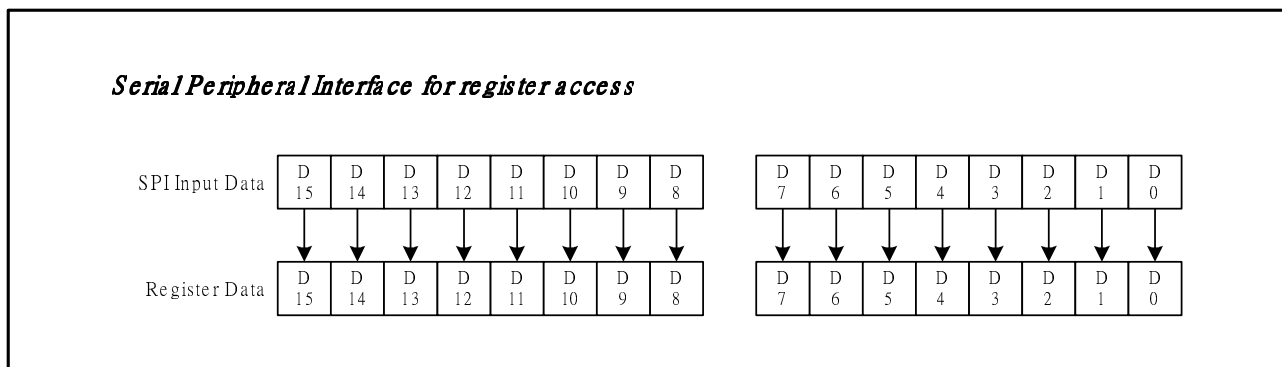 Serial Peripheral Interface for register access
SPI Input Data D 15 D 14 D 13 D 12 D 11 D 10 D 9 D 8 D 7 D 6 D 5 D 4 D 3 D 2 D 1 D 0
Register Data D 15 D 14 D 13 D 12 D 11 D 10 D 9 D 8 D 7 D 6 D 5 D 4 D 3 D 2 D 1 D 0